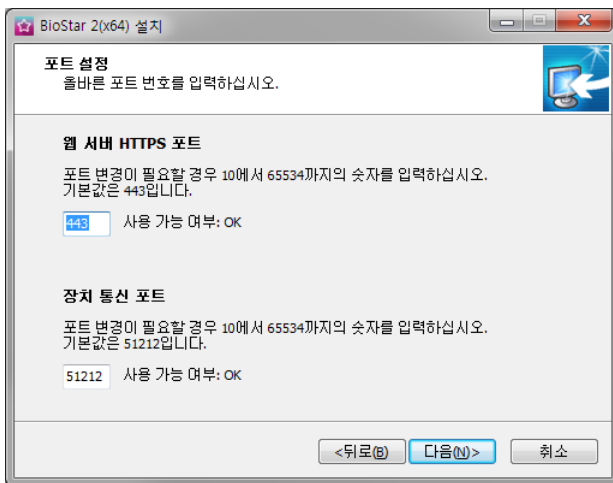 BioStar 2(x64) 설치
포트 설정
올바른 포트 번호를 입력하십시오.
웹 서버 HTTPS 포트
포트 변경이 필요할 경우 10에서 65534까지의 숫자를 입력하십시오.
기본값은 443입니다.
443 사용 가능 여부: OK
장치 통신 포트
포트 변경이 필요할 경우 10에서 65534까지의 숫자를 입력하십시오.
기본값은 51212입니다.
51212 사용 가능 여부: OK
<뒤로(B) 다음(N)> 취소